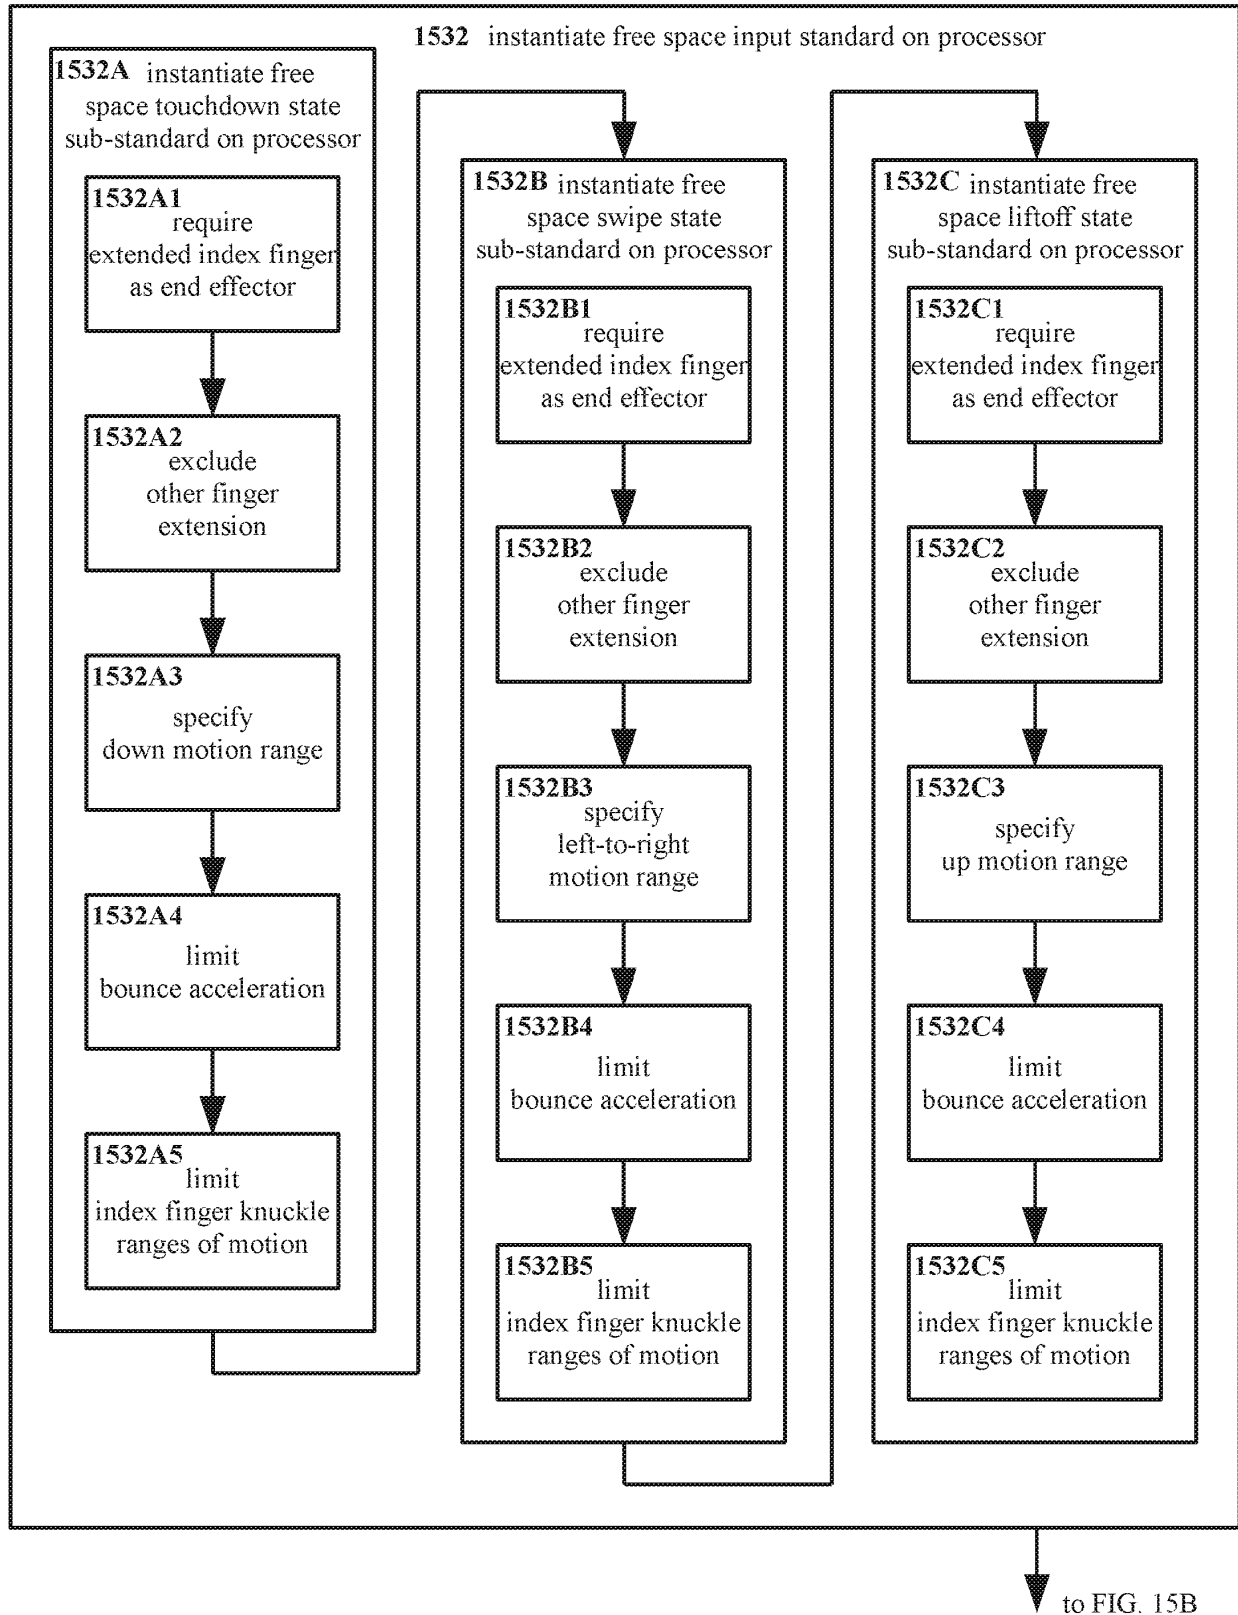 1532 instantiate free space input standard on processor
1532A instantiate free
space touchdown state
sub-standard on processor
1532A1
require
extended index finger
as end effector
1532A2
exclude
other finger
extension
1532A3
specify
down motion range
1532A4
limit
bounce acceleration
1532A5
limit
index finger knuckle
ranges of motion
1532B instantiate free
space swipe state
sub-standard on processor
1532B1
require
extended index finger
as end effector
1532B2
exclude
other finger
extension
1532B3
specify
left-to-right
motion range
1532B4
limit
bounce acceleration
1532B5
limit
index finger knuckle
ranges of motion
1532C instantiate free
space liftoff state
sub-standard on processor
1532C1
require
extended index finger
as end effector
1532C2
exclude
other finger
extension
1532C3
specify
up motion range
1532C4
limit
bounce acceleration
1532C5
limit
index finger knuckle
ranges of motion
to FIG. 15B